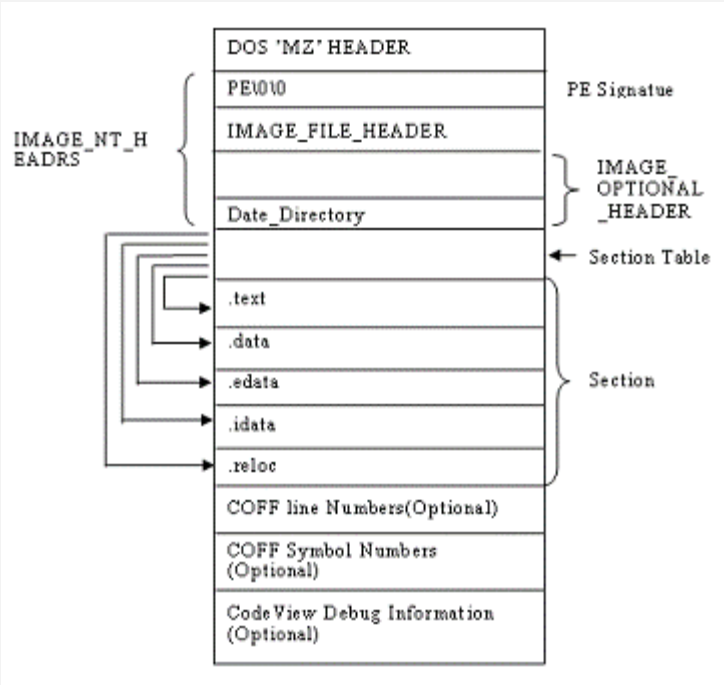 DOS 'MZ' HEADER
PE\0\0
PE Signatue
IMAGE_FILE_HEADER
IMAGE_NT_H
EADRS
IMAGE_
OPTIONAL
_HEADER
Date_Directory
Section Table
.text
.data
.edata
Section
.idata
.reloc
COFF line Numbers(Optional)
COFF Symbol Numbers
(Optional)
CodeView Debug Information
(Optional)